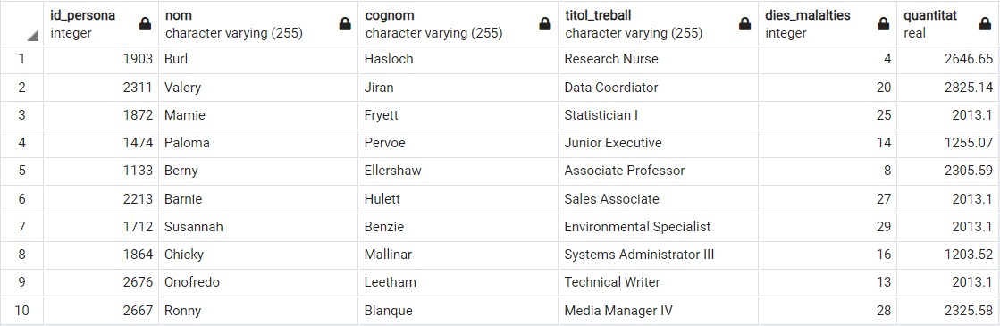 id_persona nom cognom titol_treball dies_malalties quantitat
integer character varying (255) character varying (255) character varying (255) integer real
1 1903 Burl Hasloch Research Nurse 4 2646.65
2 2311 Valery Jiran Data Coordiator 20 2825.14
3 1872 Mamie Fryett Statistician I 25 2013.1
4 1474 Paloma Pervoe Junior Executive 14 1255.07
5 1133 Berny Ellershaw Associate Professor 8 2305.59
6 2213 Barnie Hulett Sales Associate 27 2013.1
7 1712 Susannah Benzie Environmental Specialist 29 2013.1
8 1864 Chicky Mallinar Systems Administrator III 16 1203.52
9 2676 Onofredo Leetham Technical Writer 13 2013.1
10 2667 Ronny Blanque Media Manager IV 28 2325.58